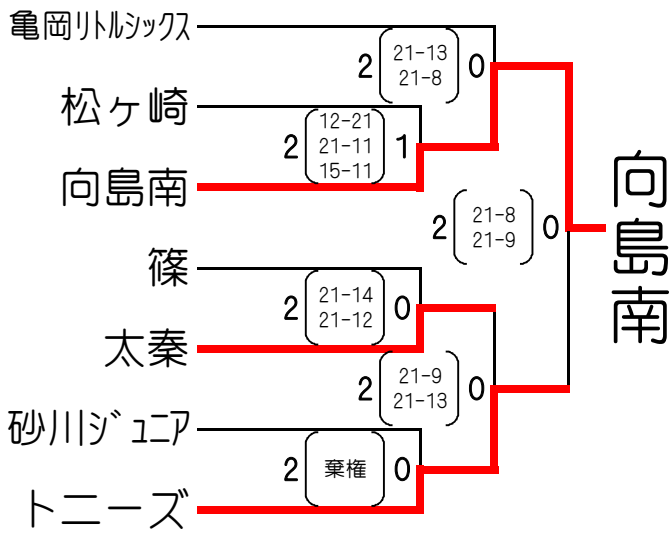 亀岡リトルシックス
2 21-13 0
21-8
松ヶ崎
12-21
2 21-11 1
15-11
向島南
向島南
2 21-8 0
21-9
篠
2 21-14 0
21-12
太秦
2 21-9 0
21-13
砂川ジュニア
2 棄権 0
トニーズ